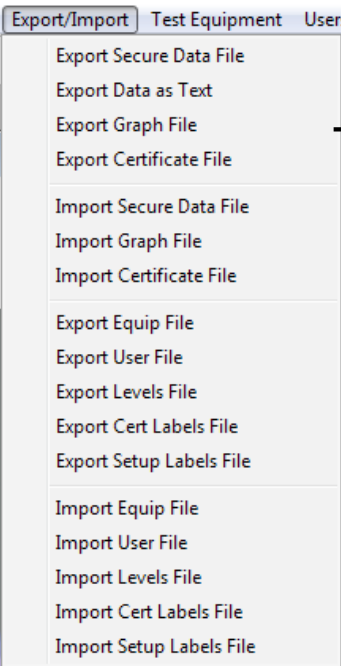 Export/Import Test Equipment User
Export Secure Data File
Export Data as Text
Export Graph File
Export Certificate File
Import Secure Data File
Import Graph File
Import Certificate File
Export Equip File
Export User File
Export Levels File
Export Cert Labels File
Export Setup Labels File
Import Equip File
Import User File
Import Levels File
Import Cert Labels File
Import Setup Labels File